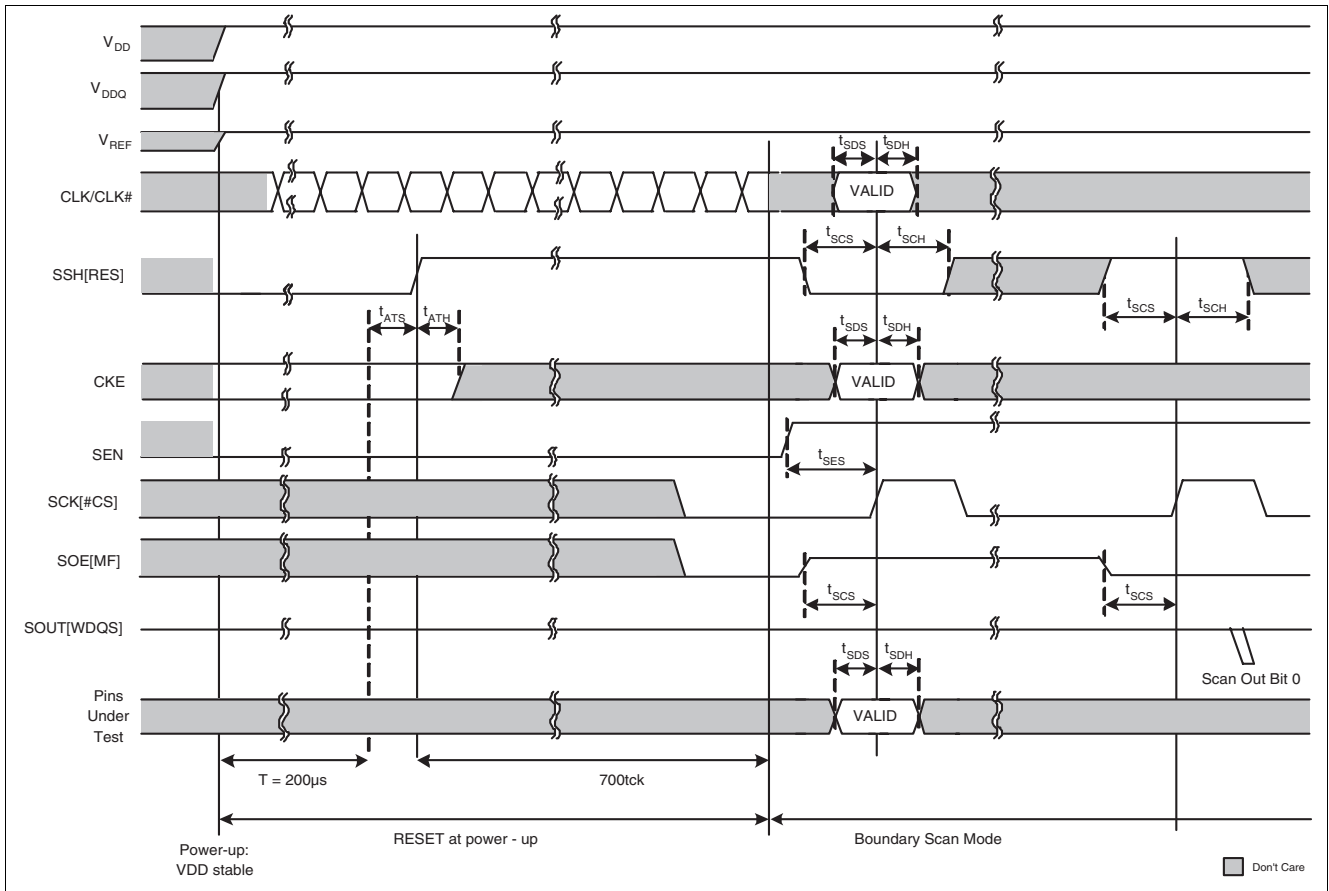 VDD
VDDQ
VREF
tSDS tSDH
CLK/CLK#
VALID
tSCS tSCH
SSH[RES]
tSCS tSCH
tATS tATH
tSDS tSDH
CKE
VALID
SEN
tSES
SCK[#CS]
SOE[MF]
tSCS
tSCS
SOUT[WDQS]
tSDS tSDH
Scan Out Bit 0
Pins
Under
Test
VALID
T = 200µs
700tck
RESET at power - up
Boundary Scan Mode
Power-up:
VDD stable
Don't Care